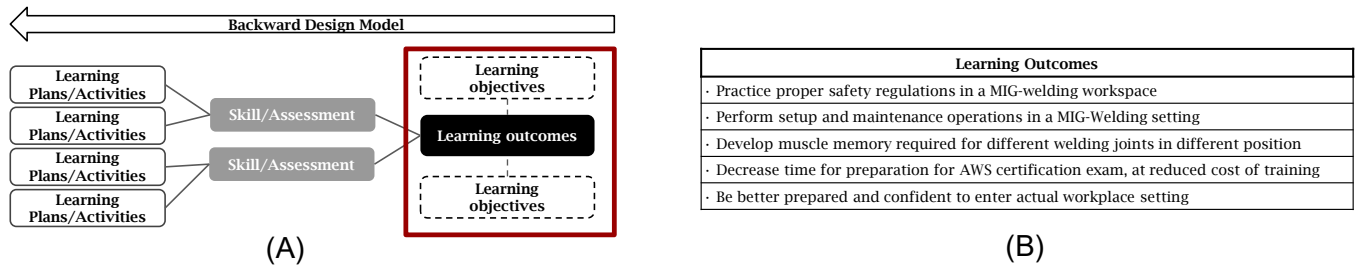 Backward Design Model
Learning
Plans/Activities
Learning
Plans/Activities
Learning
Plans/Activities
Learning
Plans/Activities
Skill/Assessment
Skill/Assessment
Learning
objectives
Learning outcomes
Learning
objectives
(A)
Learning Outcomes
· Practice proper safety regulations in a MIG-welding workspace
· Perform setup and maintenance operations in a MIG-Welding setting
· Develop muscle memory required for different welding joints in different position
· Decrease time for preparation for AWS certification exam, at reduced cost of training
· Be better prepared and confident to enter actual workplace setting
(B)